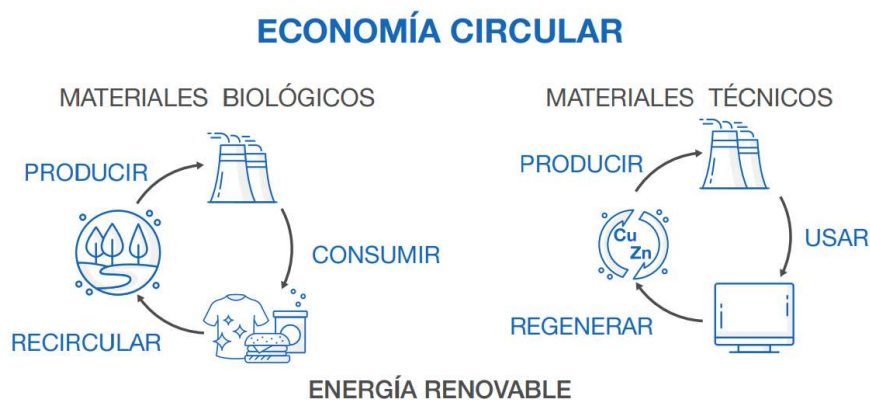 ECONOMÍA CIRCULAR
MATERIALES BIOLÓGICOS
PRODUCIR
CONSUMIR
RECIRCULAR
MATERIALES TÉCNICOS
PRODUCIR
Cu
Zn
USAR
REGENERAR
ENERGÍA RENOVABLE